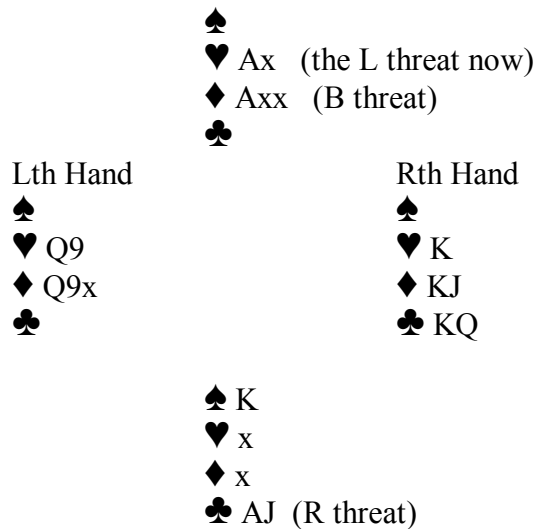 ♠
♥ Ax (the L threat now)
♦ Axx (B threat)
♣
Lth Hand Rth Hand
♠ ♠
♥ Q9 ♥ K
♦ Q9x ♦ KJ
♣ ♣ KQ
♠ K
♥ x
♦ x
♣ AJ (R threat)